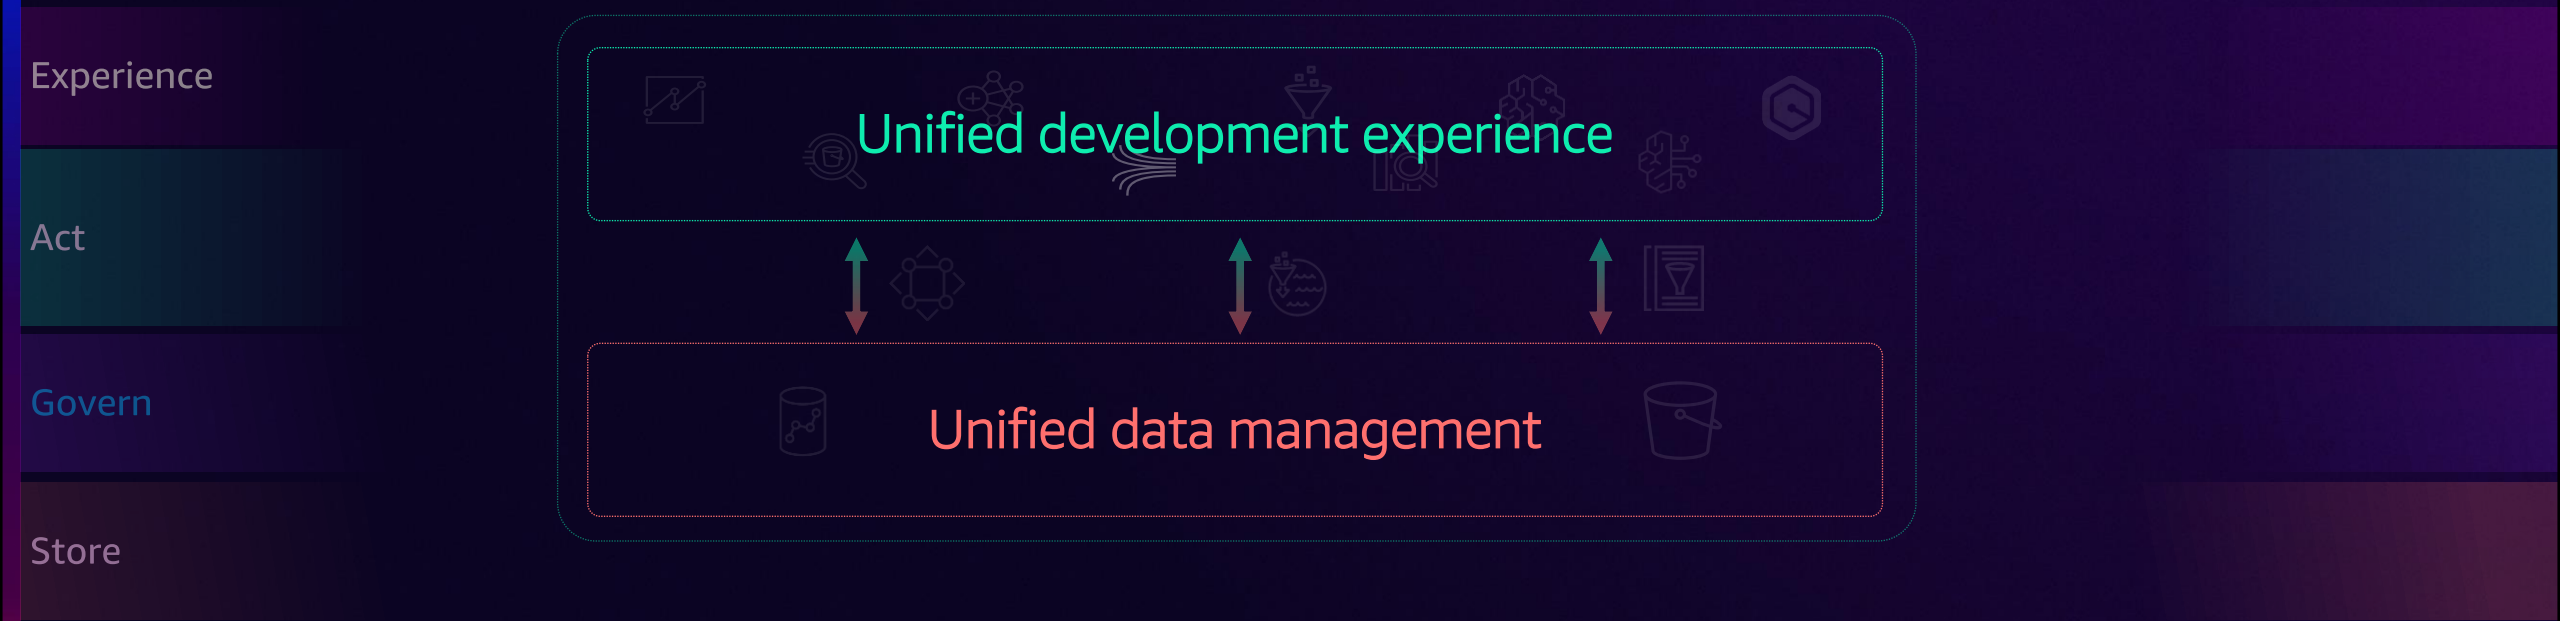 Experience
Unified development experience
Act
Govern
Unified data management
Store